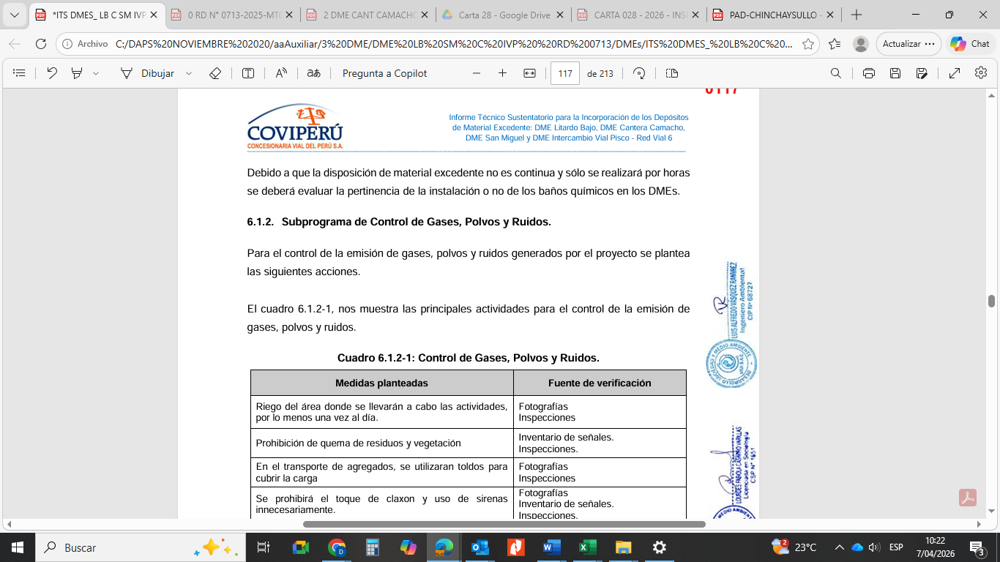 *ITS DMES_ LB C SM IVP
0 RD N° 0713-2025-MTC
2 DME CANT CAMACHO
Carta 28 - Google Drive
CARTA 028 - 2026 - INSP
PAD-CHINCHAYSULLO -
Archivo
C:/DAPS%20NOVIEMBRE%202020/aaAuxiliar/3%20DME/DME%20LB%20SM%20C%20IVP%20%20RD%200713/DMEs/ITS%20DMES_%20LB%20C%20...
Actualizar
Chat
Dibujar
Pregunta a Copilot
117
de 213
0117
COVIPERÚ
CONCESIONARIA VIAL DEL PERÚ S.A.
Informe Técnico Sustentatorio para la Incorporación de los Depósitos
de Material Excedente: DME Litardo Bajo, DME Cantera Camacho,
DME San Miguel y DME Intercambio Vial Pisco - Red Vial 6
Debido a que la disposición de material excedente no es continua y sólo se realizará por horas
se deberá evaluar la pertinencia de la instalación o no de los baños químicos en los DMEs.
6.1.2. Subprograma de Control de Gases, Polvos y Ruidos.
Para el control de la emisión de gases, polvos y ruidos generados por el proyecto se plantea
las siguientes acciones.
El cuadro 6.1.2-1, nos muestra las principales actividades para el control de la emisión de
gases, polvos y ruidos.
Cuadro 6.1.2-1: Control de Gases, Polvos y Ruidos.
Medidas planteadas
Fuente de verificación
Riego del área donde se llevarán a cabo las actividades,
por lo menos una vez al día.
Fotografías
Inspecciones
Prohibición de quema de residuos y vegetación
Inventario de señales.
Inspecciones.
En el transporte de agregados, se utilizaran toldos para
cubrir la carga
Fotografías
Inspecciones
Se prohibirá el toque de claxon y uso de sirenas
innecesariamente.
Fotografías
Inventario de señales.
Inspecciones.
LUIS ALFREDO VÁSQUEZ RAMIREZ
Ingeniero Ambiental
CIP N° 68727
DESARROLLO SOCIEDAD Y MEDIO AMBIENTE
Licenciada en Sociología
CSP N° 1651
MEDIO AMBIENTE
Buscar
2
23°C
ESP
10:22
7/04/2026
3